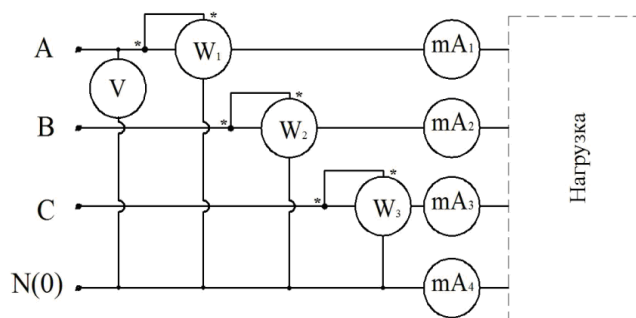 A * * W₁ mA₁
V
B * * W₂ mA₂
C * * W₃ mA₃
N(0) mA₄
Нагрузка